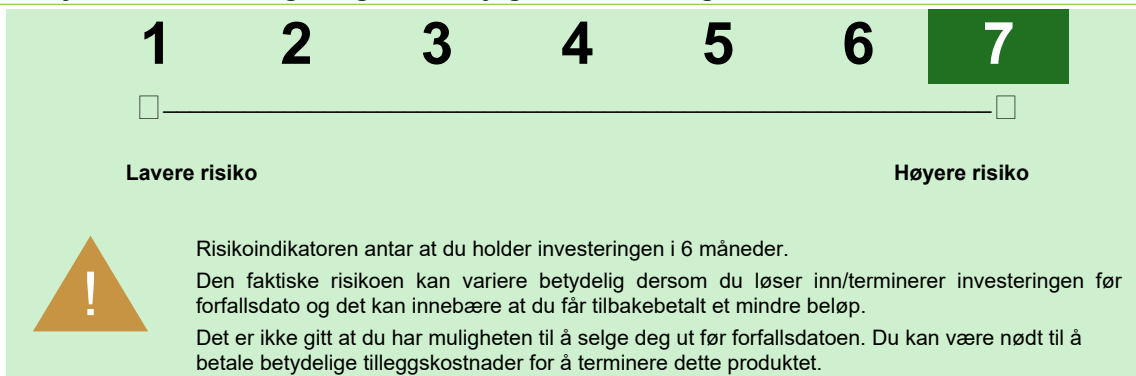 1 2 3 4 5 6 7
Lavere risiko Høyere risiko
!
Risikoindikatoren antar at du holder investeringen i 6 måneder.
Den faktiske risikoen kan variere betydelig dersom du løser inn/terminerer investeringen før
forfallsdato og det kan innebære at du får tilbakebetalt et mindre beløp.
Det er ikke gitt at du har muligheten til å selge deg ut før forfallsdatoen. Du kan være nødt til å
betale betydelige tilleggskostnader for å terminere dette produktet.